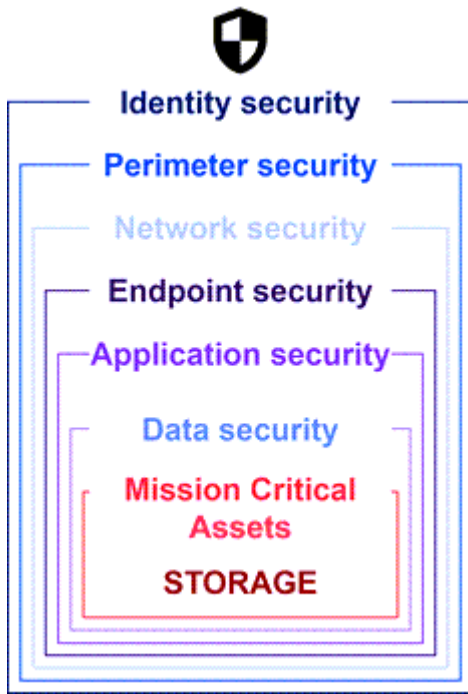 Identity security
Perimeter security
Network security
Endpoint security
Application security
Data security
Mission Critical
Assets
STORAGE